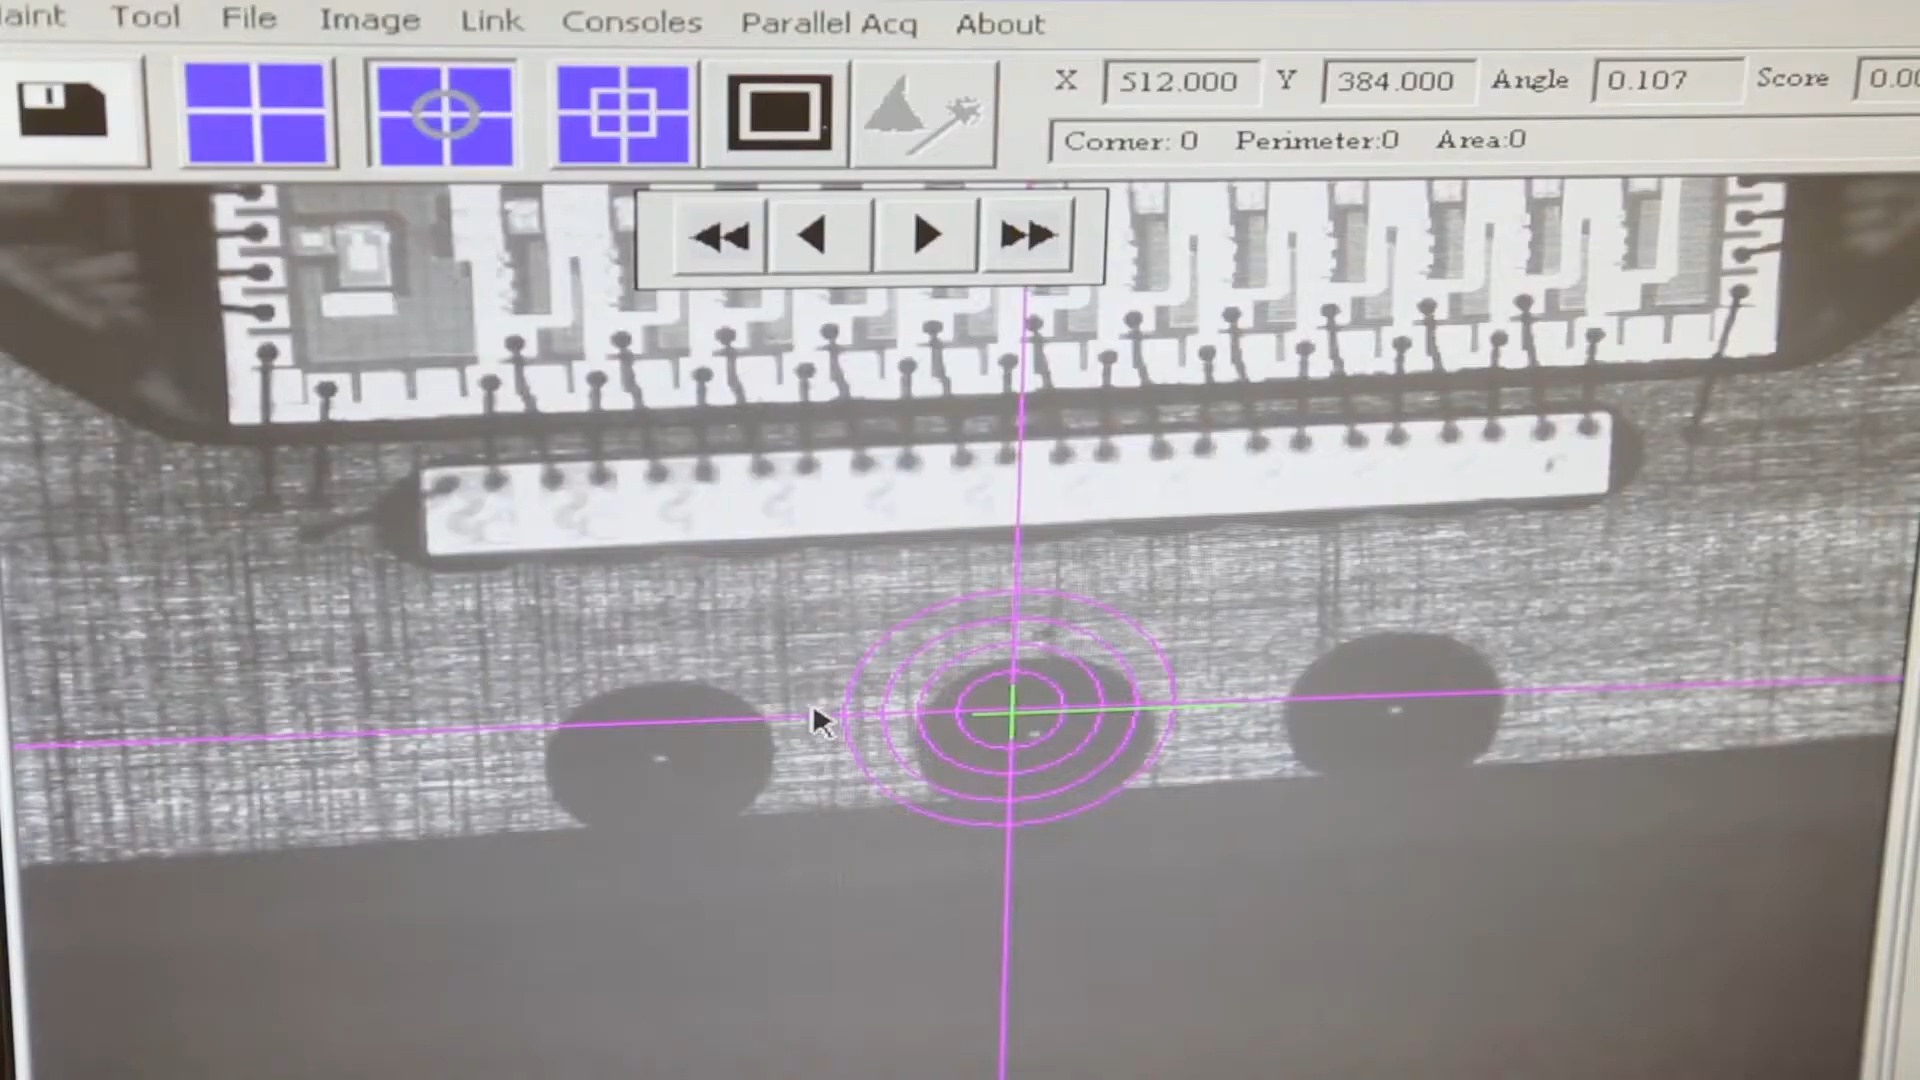 Tool File Image Link Consoles Parallel Acq About
X 512.000 Y 384.000 Angle 0.107 Score
Corner: 0 Perimeter:0 Area:0